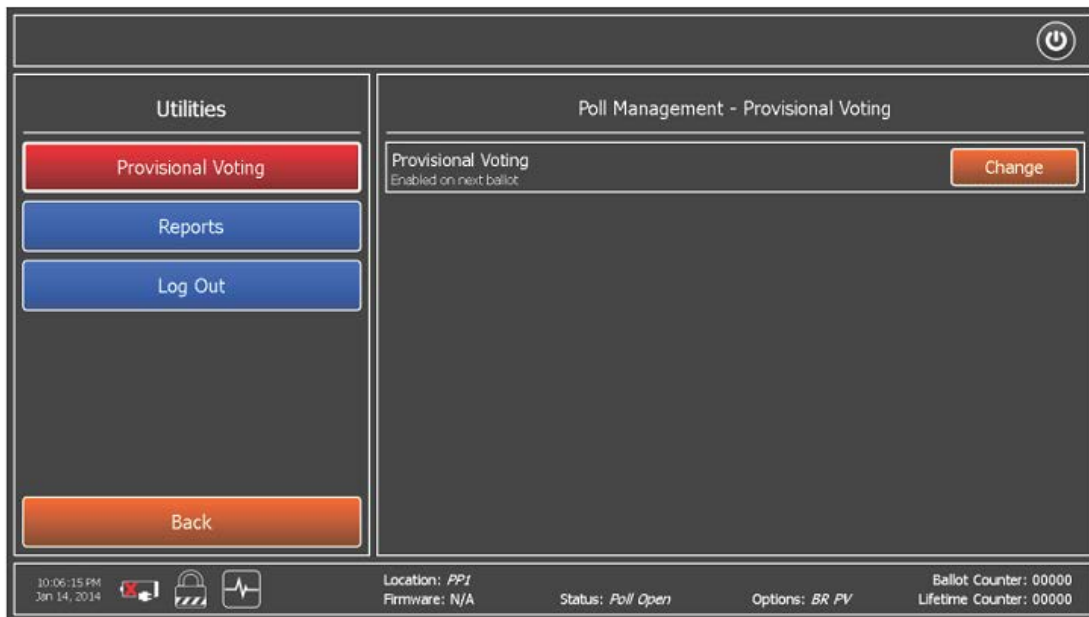 Utilities
Provisional Voting
Reports
Log Out
Back
Poll Management - Provisional Voting
Provisional Voting
Enabled on next ballot
Change
10:06:15 PM
Jan 14, 2014
Location: PP1
Firmware: N/A
Status: Poll Open
Options: BR PV
Ballot Counter: 00000
Lifetime Counter: 00000